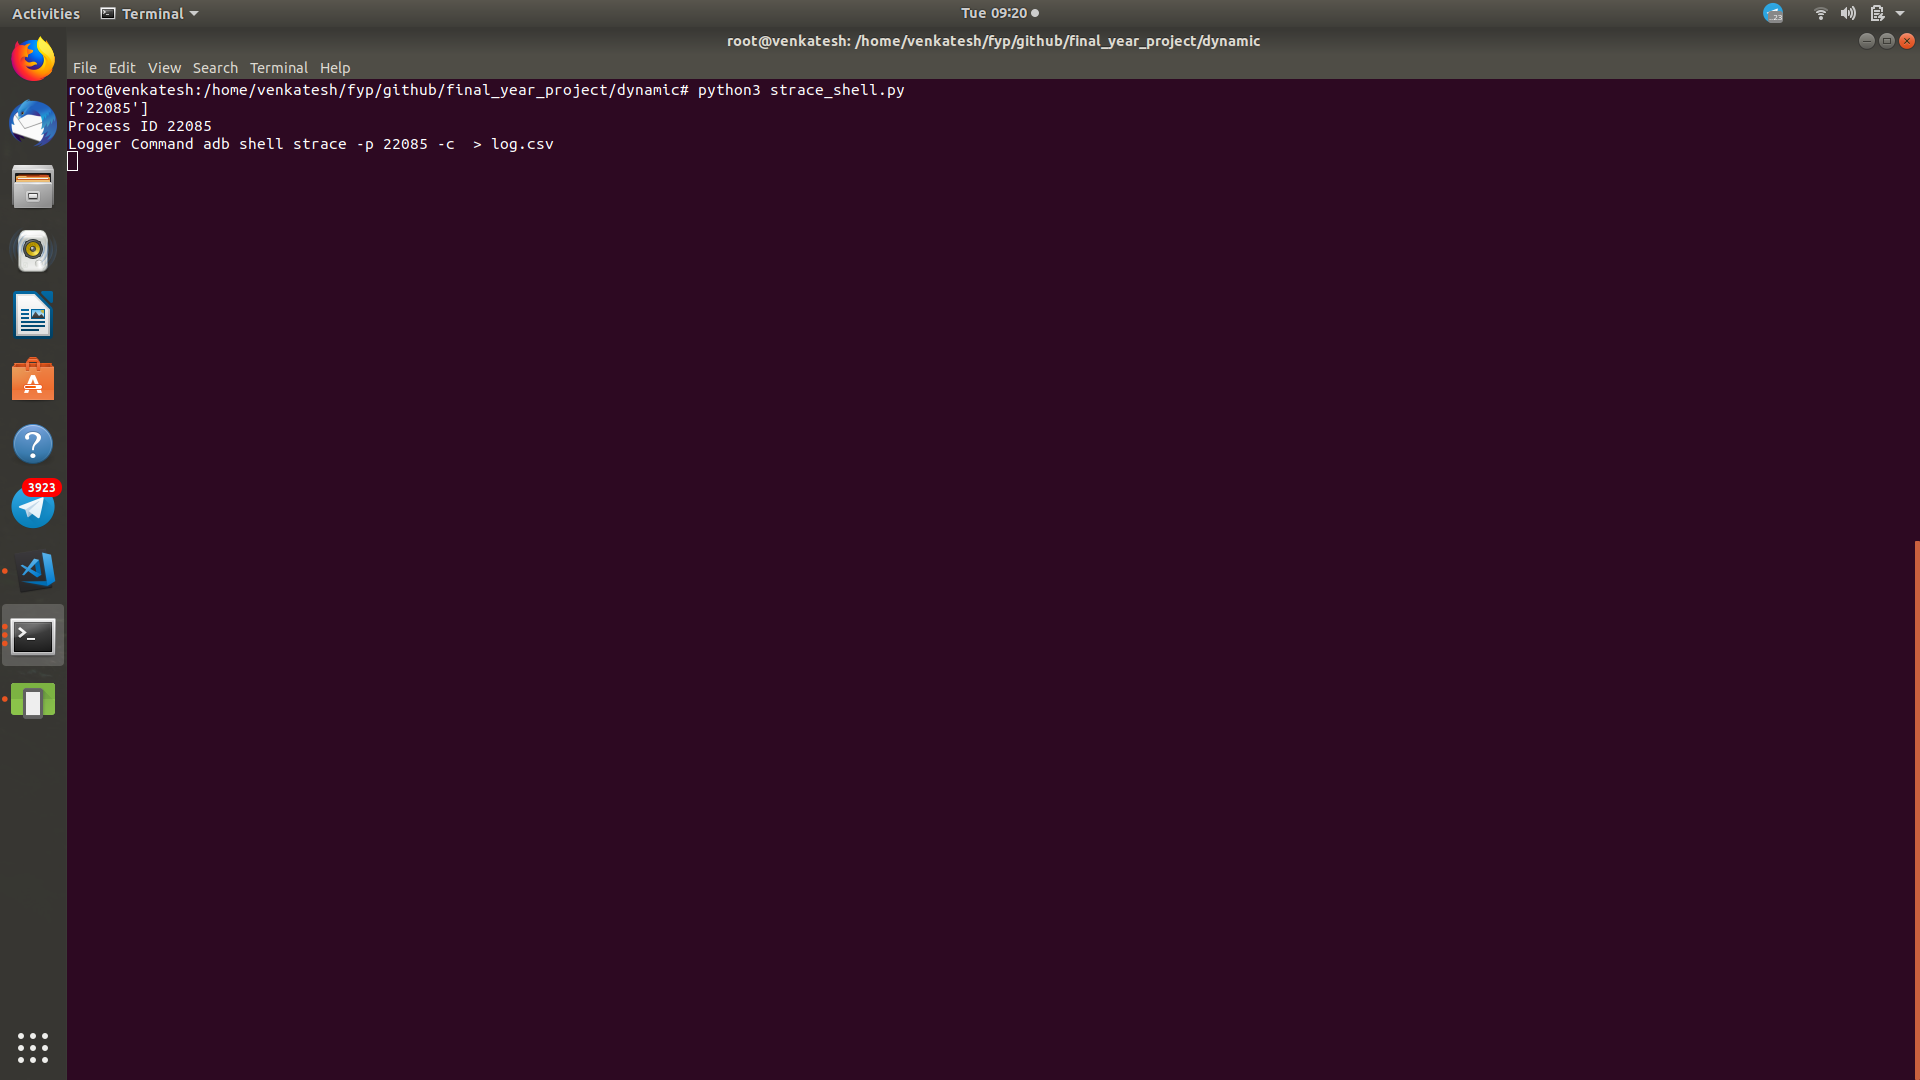 Activities Terminal Tue 09:20
root@venkatesh: /home/venkatesh/fyp/github/final_year_project/dynamic
File Edit View Search Terminal Help
root@venkatesh:/home/venkatesh/fyp/github/final_year_project/dynamic# python3 strace_shell.py
['22085']
Process ID 22085
Logger Command adb shell strace -p 22085 -c  > log.csv
3923